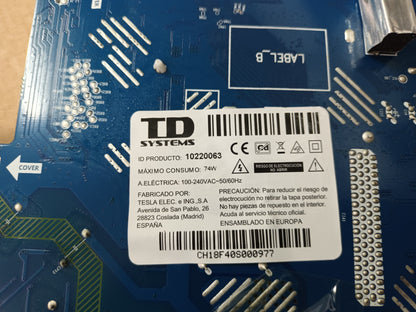 LABEL_B
TD
SYSTEMS
ID PRODUCTO: 10220063
MÁXIMO CONSUMO: 74W
A.ELÉCTRICA: 100-240VAC~50/60Hz
FABRICADO POR:
TESLA ELEC. e ING.,S.A
Avenida de San Pablo, 26
28823 Coslada (Madrid)
ESPAÑA
RIESGO DE ELECTROCUCIÓN
NO ABRIR
PRECAUCIÓN: Para reducir el riesgo de
electrocución no retirar la tapa posterior.
No hay piezas de repuesto en el interior.
Acuda al servicio técnico oficial.
ENSAMBLADO EN EUROPA
CH18F40S000977
COVER